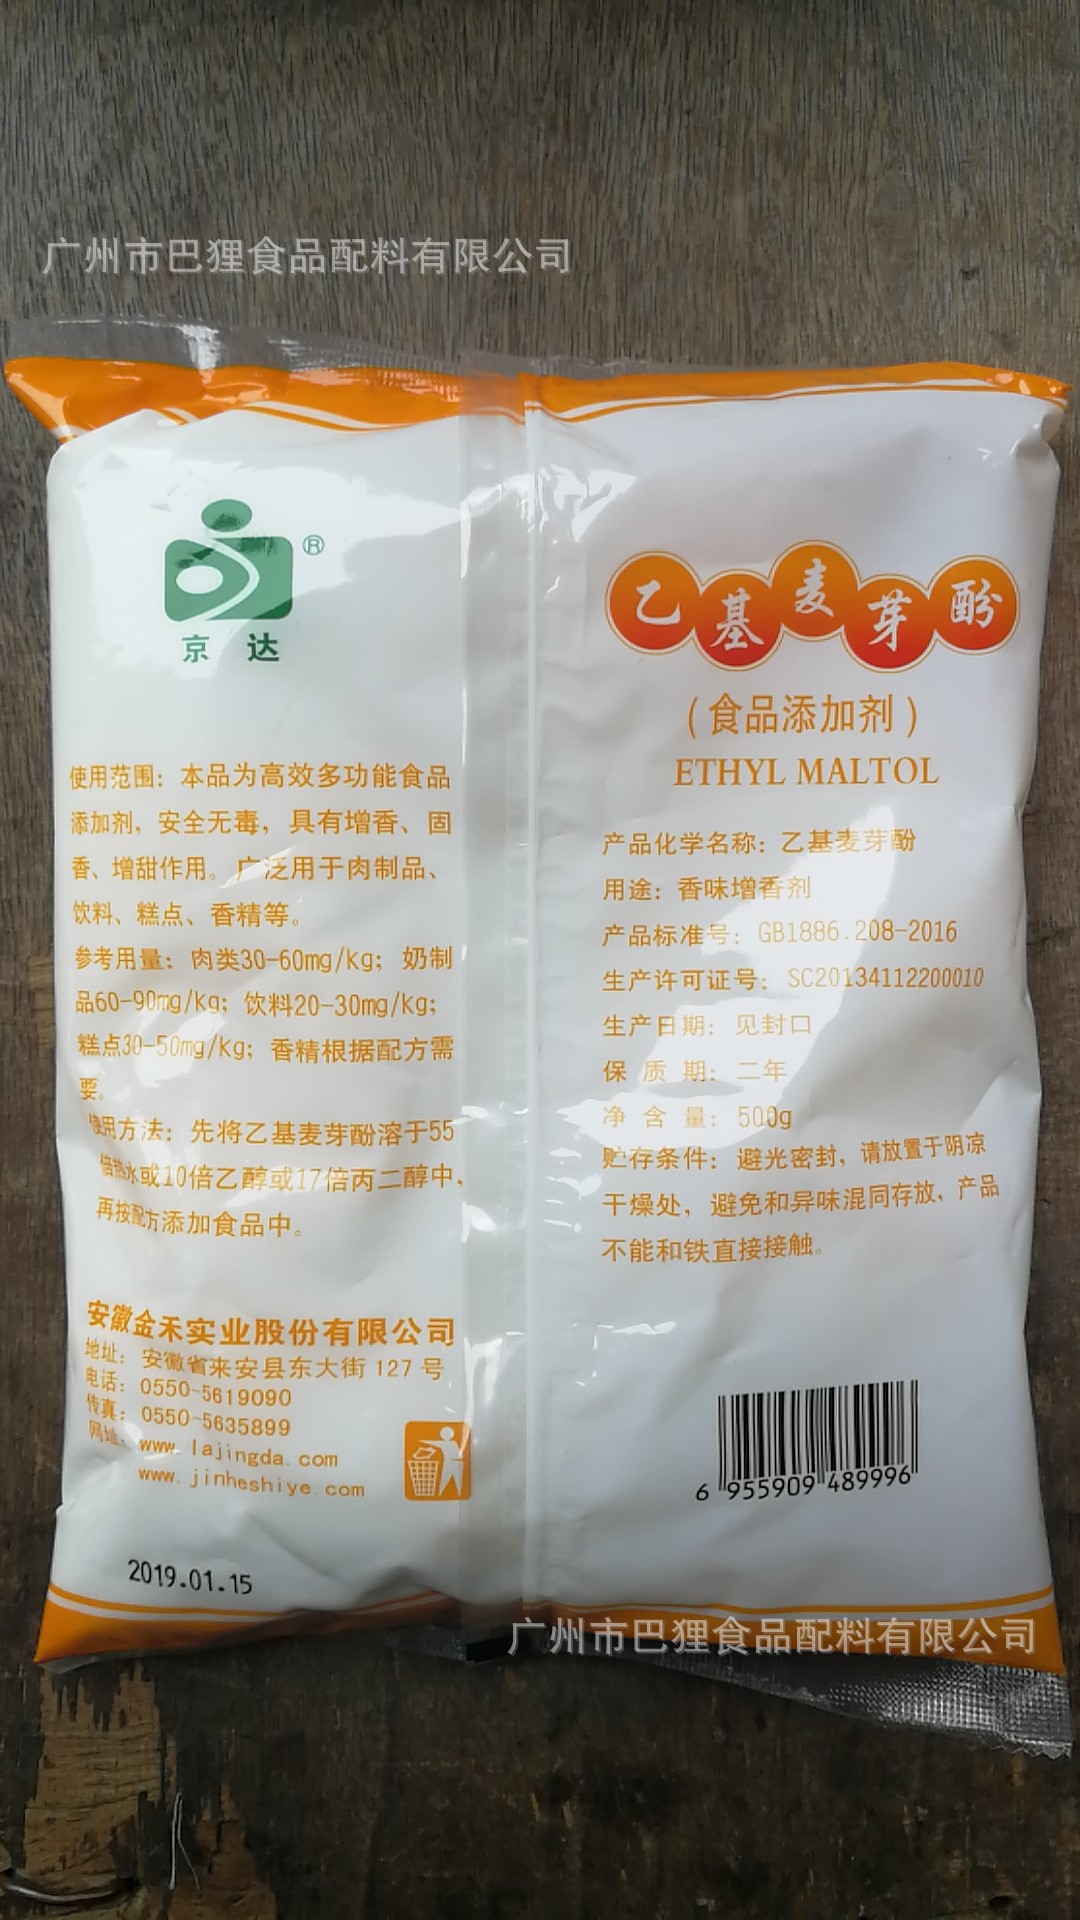 广州市巴狸食品配料有限公司
®
京达
使用范围：本品为高效多功能食品
添加剂，安全无毒，具有增香、固
香、增甜作用。广泛用于肉制品、
饮料、糕点、香精等。
参考用量：肉类30-60mg/kg；奶制
品60-90mg/kg；饮料20-30mg/kg；
糕点30-50mg/kg；香精根据配方需
要。
使用方法：先将乙基麦芽酚溶于55
倍热水或10倍乙醇或17倍丙二醇中，
再按配方添加食品中。
安徽金禾实业股份有限公司
地址：安徽省来安县东大街 127 号
电话：0550-5619090
传真：0550-5635899
网址：www.lajingda.com
www.jinheshiye.com
2019.01.15
乙基麦芽酚
（食品添加剂）
ETHYL MALTOL
产品化学名称：乙基麦芽酚
用途：香味增香剂
产品标准号：GB1886.208-2016
生产许可证号：SC20134112200010
生产日期：见封口
保 质 期：二年
净 含 量：500g
贮存条件：避光密封，请放置于阴凉
干燥处，避免和异味混同存放，产品
不能和铁直接接触。
6 955909 489996
广州市巴狸食品配料有限公司